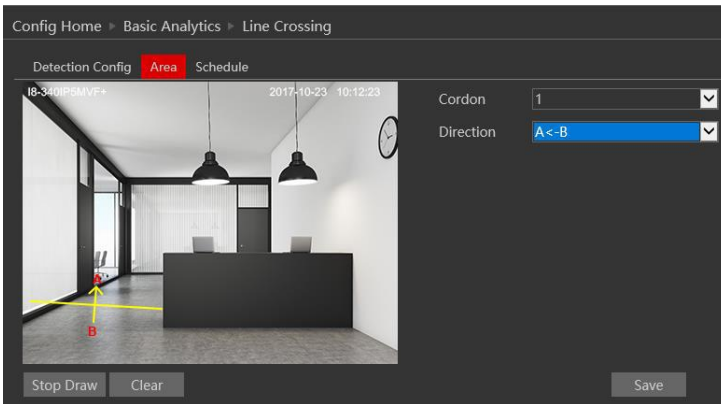 Config Home ▸ Basic Analytics ▸ Line Crossing
Detection Config Area Schedule
I8-340IP5MVF+ 2017-10-23 10:12:23
Cordon 1
Direction A<-B
A
B
Stop Draw Clear Save